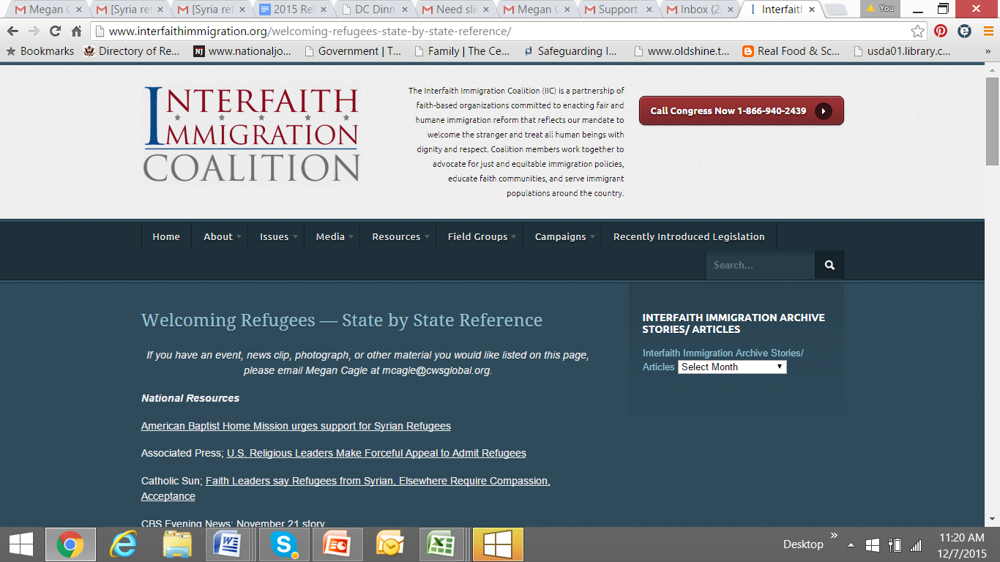 Megan C
[Syria ref
[Syria ref
2015 Ref
DC Dinn
Need sli
Megan C
Support
Inbox (2,
Interfaith
You
www.interfaithimmigration.org/welcoming-refugees-state-by-state-reference/
Bookmarks
Directory of Re...
NJ
www.nationaljo...
Government | T...
Family | The Ce...
Safeguarding I...
www.oldshine.t...
Real Food & Sc...
usda01.library.c...
»
INTERFAITH
IMMIGRATION
COALITION
The Interfaith Immigration Coalition (IIC) is a partnership of
faith-based organizations committed to enacting fair and
humane immigration reform that reflects our mandate to
welcome the stranger and treat all human beings with
dignity and respect. Coalition members work together to
advocate for just and equitable immigration policies,
educate faith communities, and serve immigrant
populations around the country.
Call Congress Now 1-866-940-2439
Home
About
Issues
Media
Resources
Field Groups
Campaigns
Recently Introduced Legislation
Search...
Welcoming Refugees — State by State Reference
If you have an event, news clip, photograph, or other material you would like listed on this page,
please email Megan Cagle at mcagle@cwsglobal.org.
National Resources
American Baptist Home Mission urges support for Syrian Refugees
Associated Press; U.S. Religious Leaders Make Forceful Appeal to Admit Refugees
Catholic Sun; Faith Leaders say Refugees from Syrian, Elsewhere Require Compassion,
Acceptance
CBS Evening News; November 21 story
INTERFAITH IMMIGRATION ARCHIVE
STORIES/ ARTICLES
Interfaith Immigration Archive Stories/
Articles Select Month
Desktop »
11:20 AM
12/7/2015